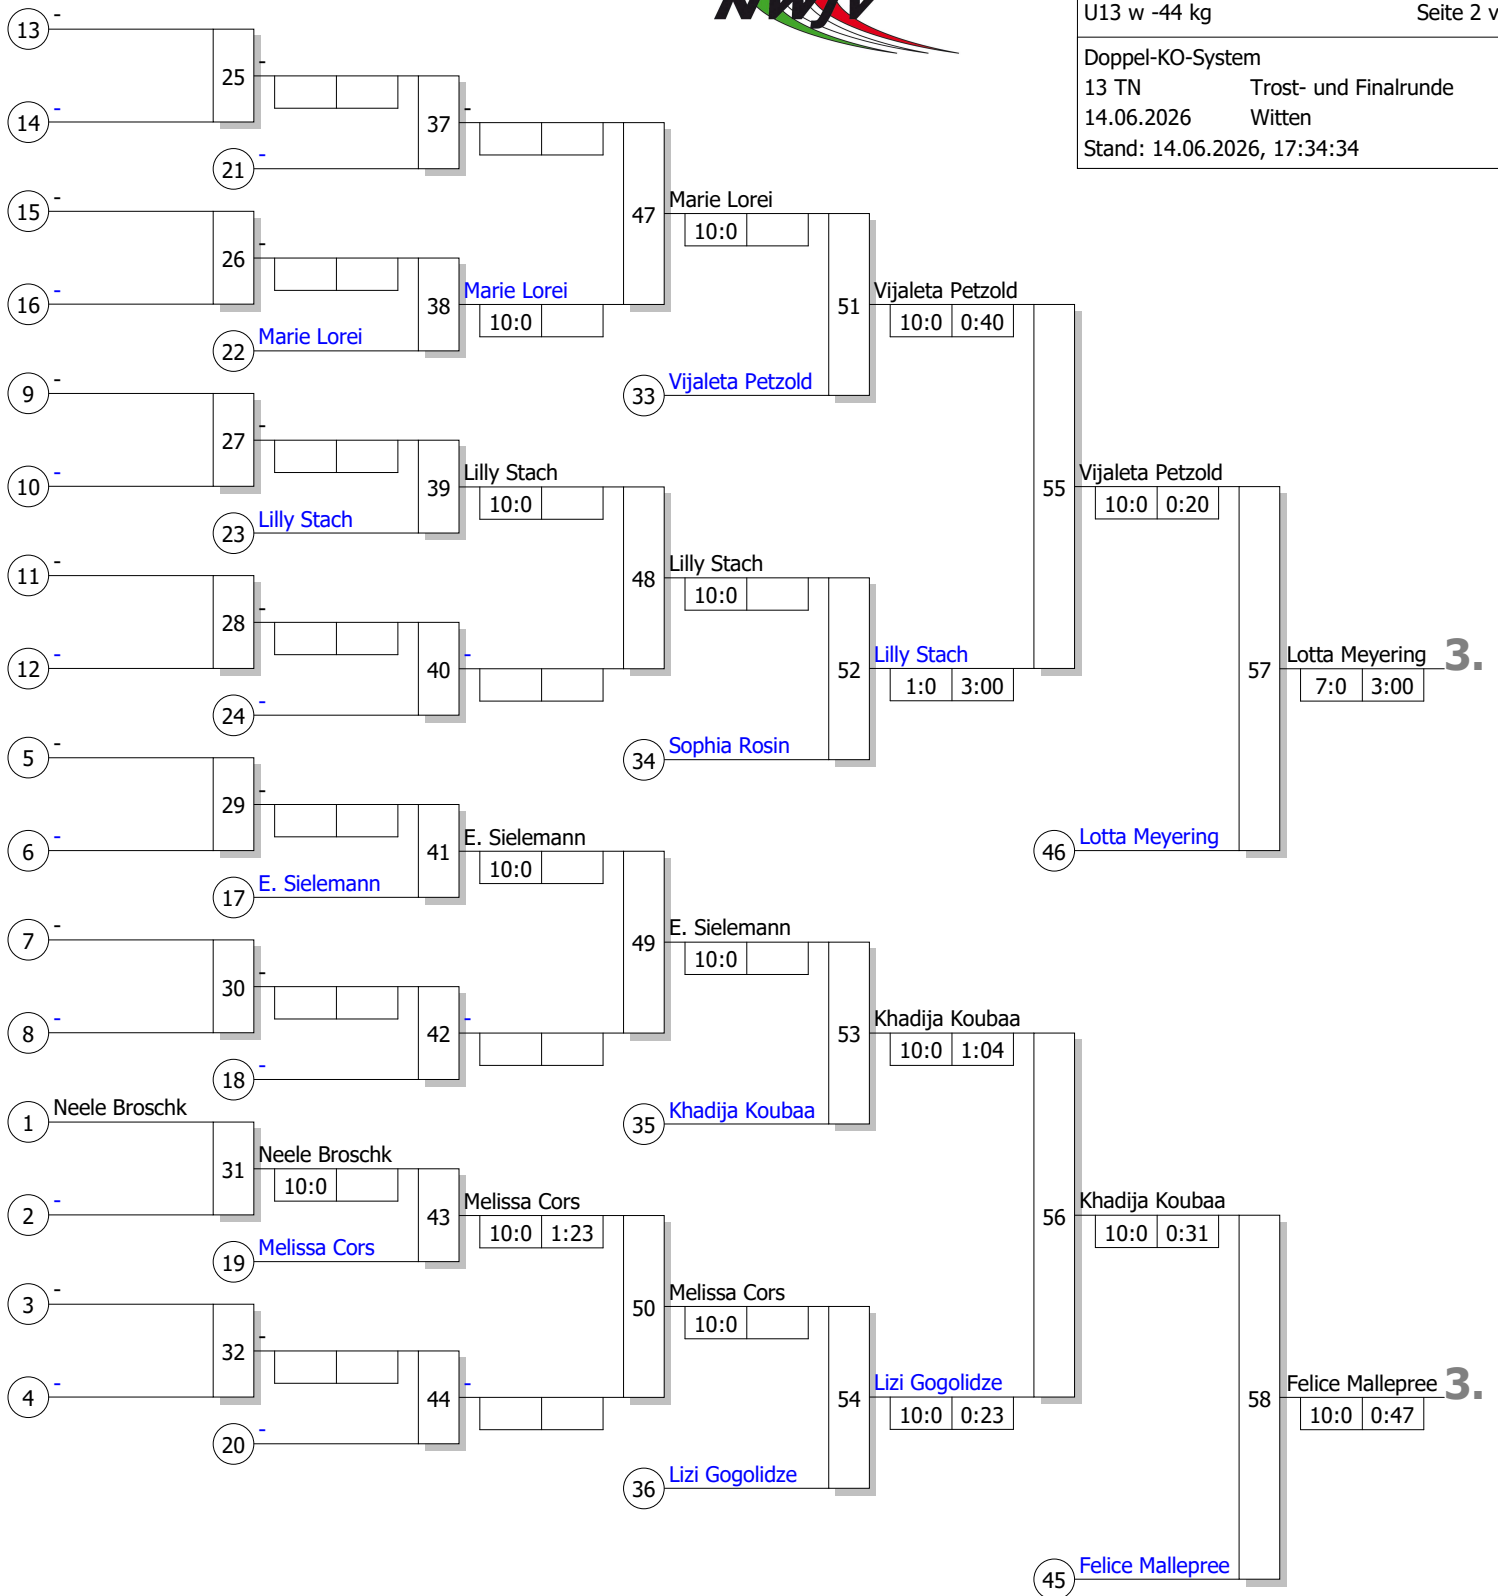 NWJV
U13 w -44 kg Seite 2 v
Doppel-KO-System
13 TN Trost- und Finalrunde
14.06.2026 Witten
Stand: 14.06.2026, 17:34:34
13 -
25 -
14 -
37 -
21 -
15 -
47 Marie Lorei
10:0
26 -
16 -
38 Marie Lorei
10:0
22 Marie Lorei
51 Vijaleta Petzold
10:0 0:40
33 Vijaleta Petzold
9 -
27 -
10 -
39 Lilly Stach
10:0
23 Lilly Stach
55 Vijaleta Petzold
10:0 0:20
11 -
48 Lilly Stach
10:0
28 -
12 -
40 -
24 -
52 Lilly Stach
1:0 3:00
34 Sophia Rosin
57 Lotta Meyering 3.
7:0 3:00
46 Lotta Meyering
5 -
29 -
6 -
41 E. Sielemann
10:0
17 E. Sielemann
7 -
49 E. Sielemann
10:0
30 -
8 -
42 -
18 -
53 Khadija Koubaa
10:0 1:04
35 Khadija Koubaa
1 Neele Broschk
31 Neele Broschk
10:0
2 -
43 Melissa Cors
10:0 1:23
19 Melissa Cors
56 Khadija Koubaa
10:0 0:31
3 -
50 Melissa Cors
10:0
32 -
4 -
44 -
20 -
54 Lizi Gogolidze
10:0 0:23
36 Lizi Gogolidze
58 Felice Mallepree 3.
10:0 0:47
45 Felice Mallepree